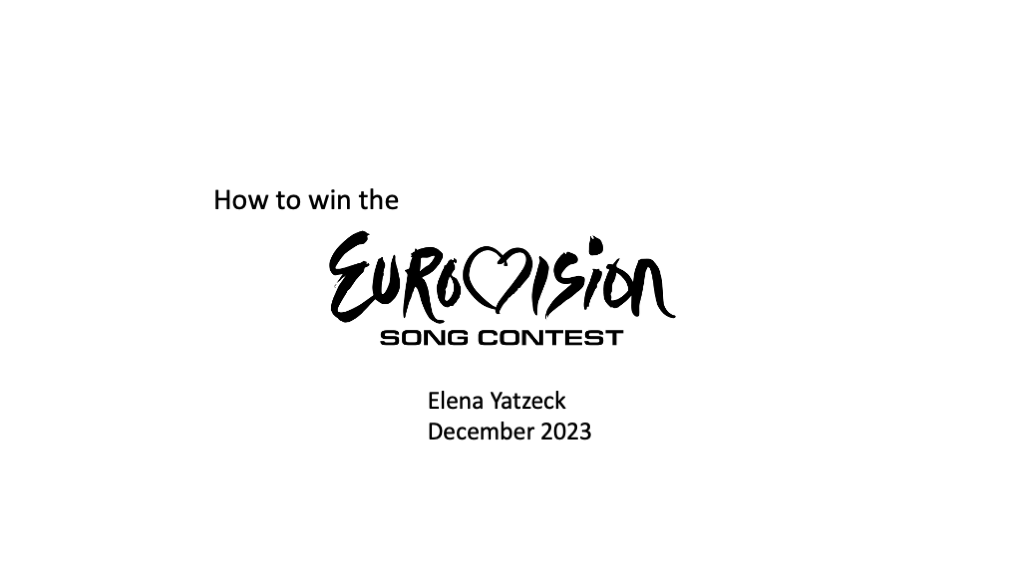 How to win the
EUROVISION
SONG CONTEST
Elena Yatzeck
December 2023